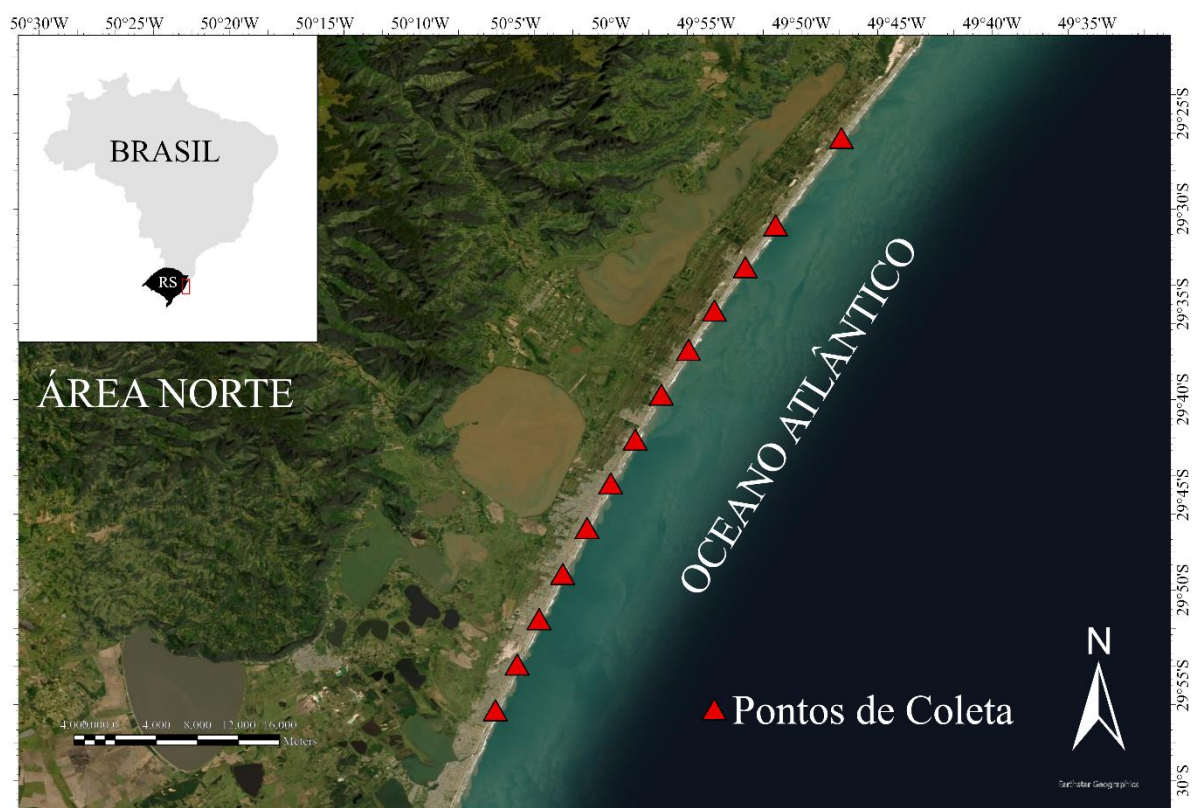 50°30'W 50°25'W 50°20'W 50°15'W 50°10'W 50°5'W 50°W 49°55'W 49°50'W 49°45'W 49°40'W 49°35'W
BRASIL
RS
ÁREA NORTE
OCEANO ATLÂNTICO
29°25'S
29°30'S
29°35'S
29°40'S
29°45'S
29°50'S
29°55'S
30°S
4.000 8.000 12.000 16.000
Meters
Pontos de Coleta
N
Earthstar Geographics